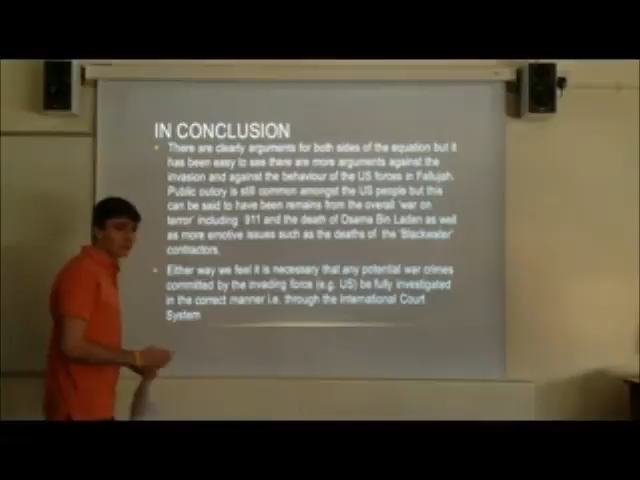 IN CONCLUSION
There are clearly arguments for both sides of the equation but it
has been easy to see there are more arguments against the
invasion and against the behaviour of the US forces in Fallujah.
Public outcry is still common amongst the US people but this
can be said to have been remains from the overall 'war on
terror' including 911 and the death of Osama Bin Laden as well
as more emotive issues such as the deaths of the 'Blackwater'
contractors.
Either way we feel it is necessary that any potential war crimes
committed by the invading force (e.g. US) be fully investigated
in the correct manner i.e. through the International Court
System